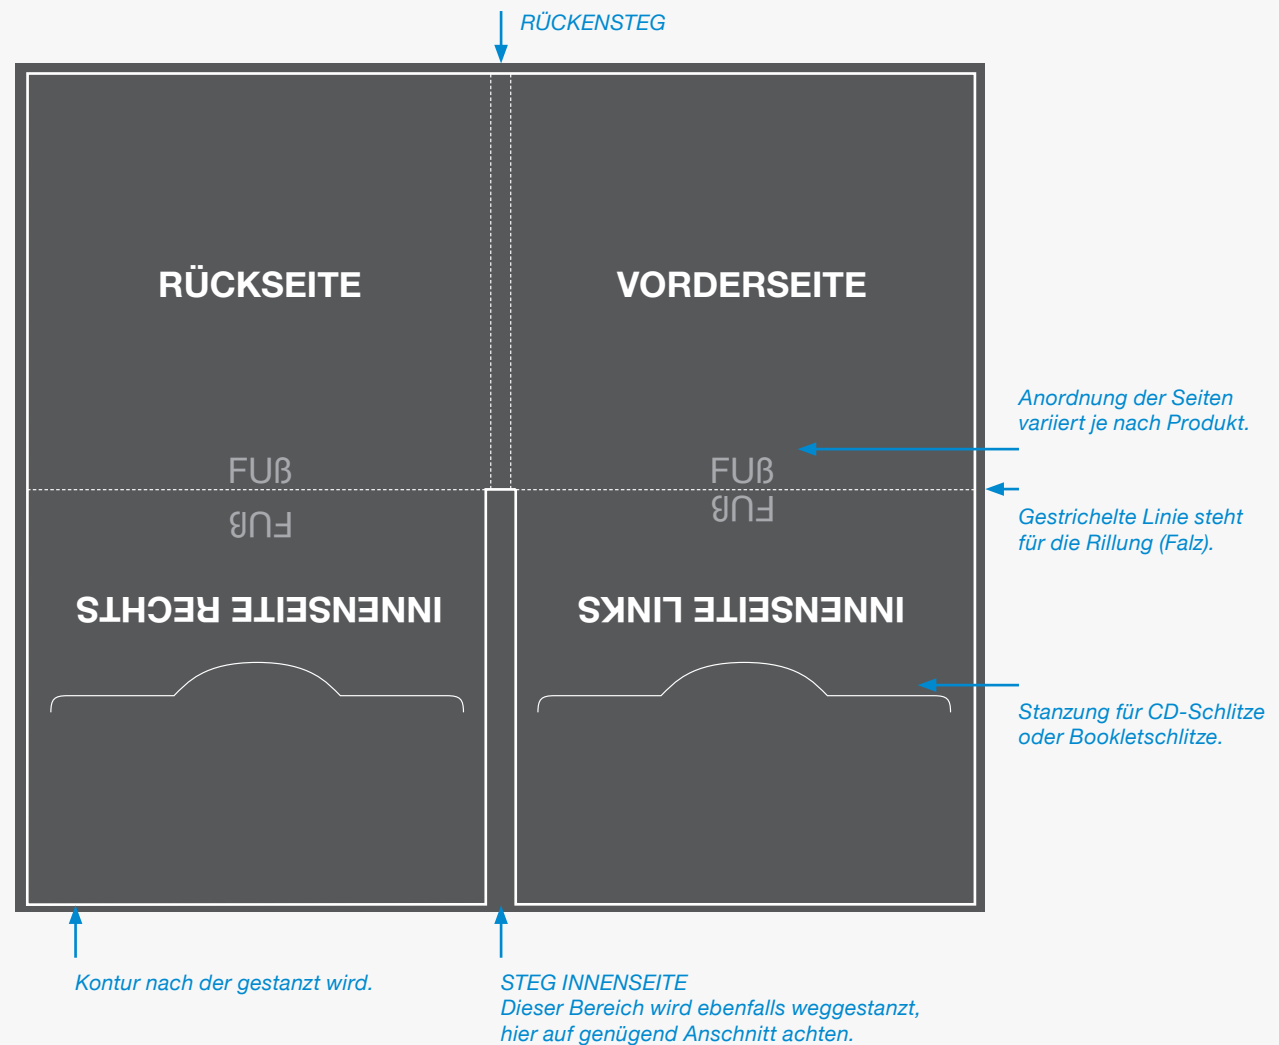 RÜCKENSTEG
RÜCKSEITE
VORDERSEITE
Anordnung der Seiten
variiert je nach Produkt.
FUß
FUß
FUß
FUß
Gestrichelte Linie steht
für die Rillung (Falz).
INNENSEITE RECHTS
INNENSEITE LINKS
Stanzung für CD-Schlitze
oder Bookletschlitze.
Kontur nach der gestanzt wird.
STEG INNENSEITE
Dieser Bereich wird ebenfalls weggestanzt,
hier auf genügend Anschnitt achten.